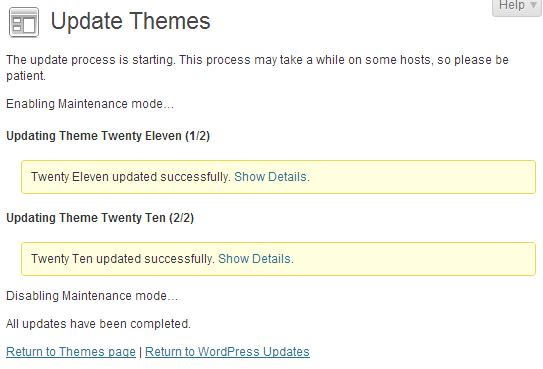 Help
Update Themes
The update process is starting. This process may take a while on some hosts, so please be
patient.
Enabling Maintenance mode…
Updating Theme Twenty Eleven (1/2)
Twenty Eleven updated successfully. Show Details.
Updating Theme Twenty Ten (2/2)
Twenty Ten updated successfully. Show Details.
Disabling Maintenance mode…
All updates have been completed.
Return to Themes page | Return to WordPress Updates